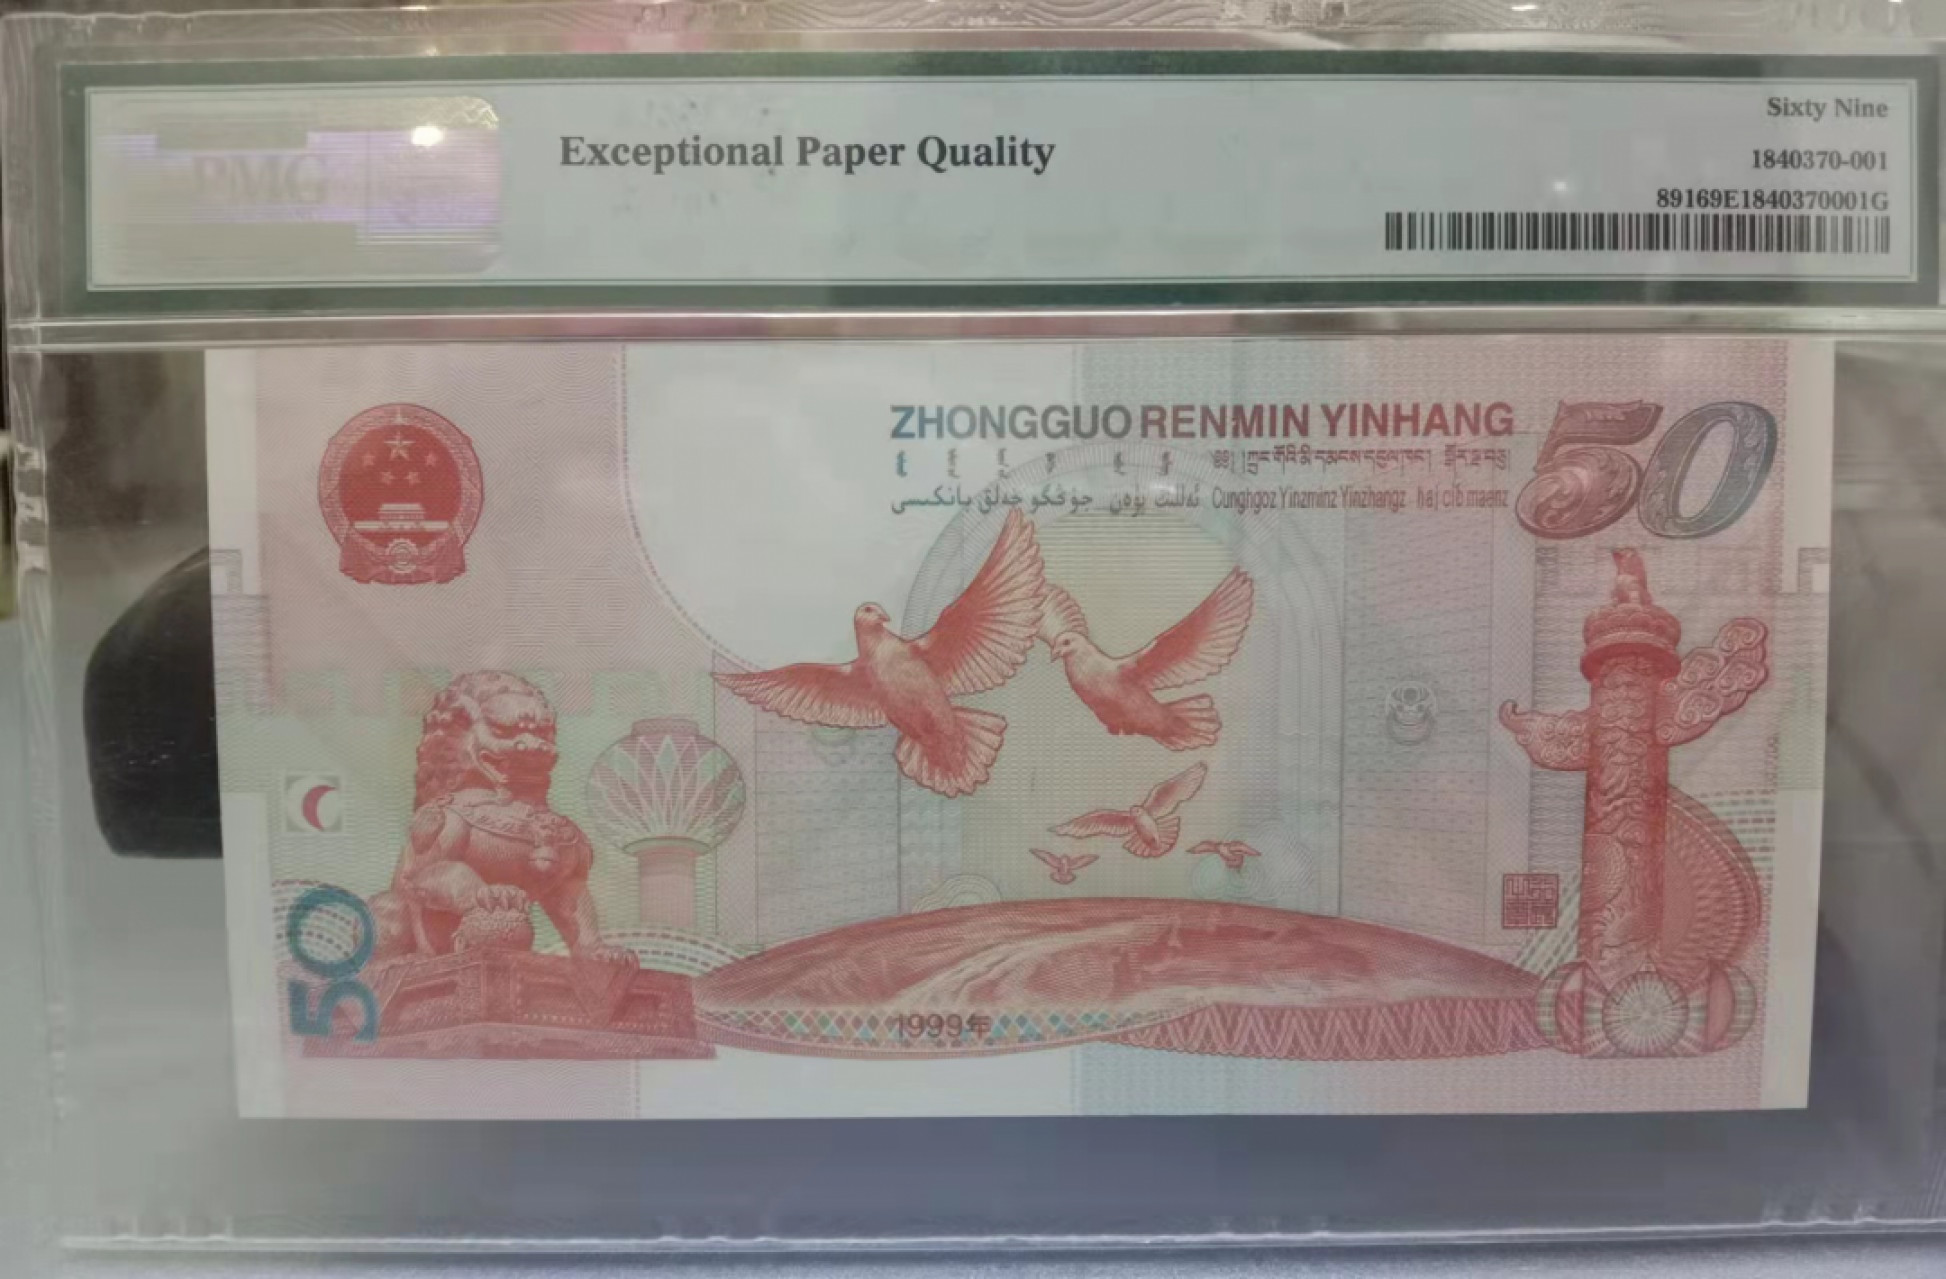 PMG
Exceptional Paper Quality
Sixty Nine
1840370-001
89169E1840370001G
ZHONGGUO RENMIN YINHANG
50
Cunghgoz Yinzminz Yinzhangz
50
1999年